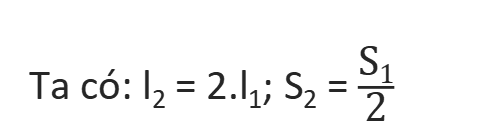 Ta có: l₂ = 2.l₁; S₂ = S₁/2